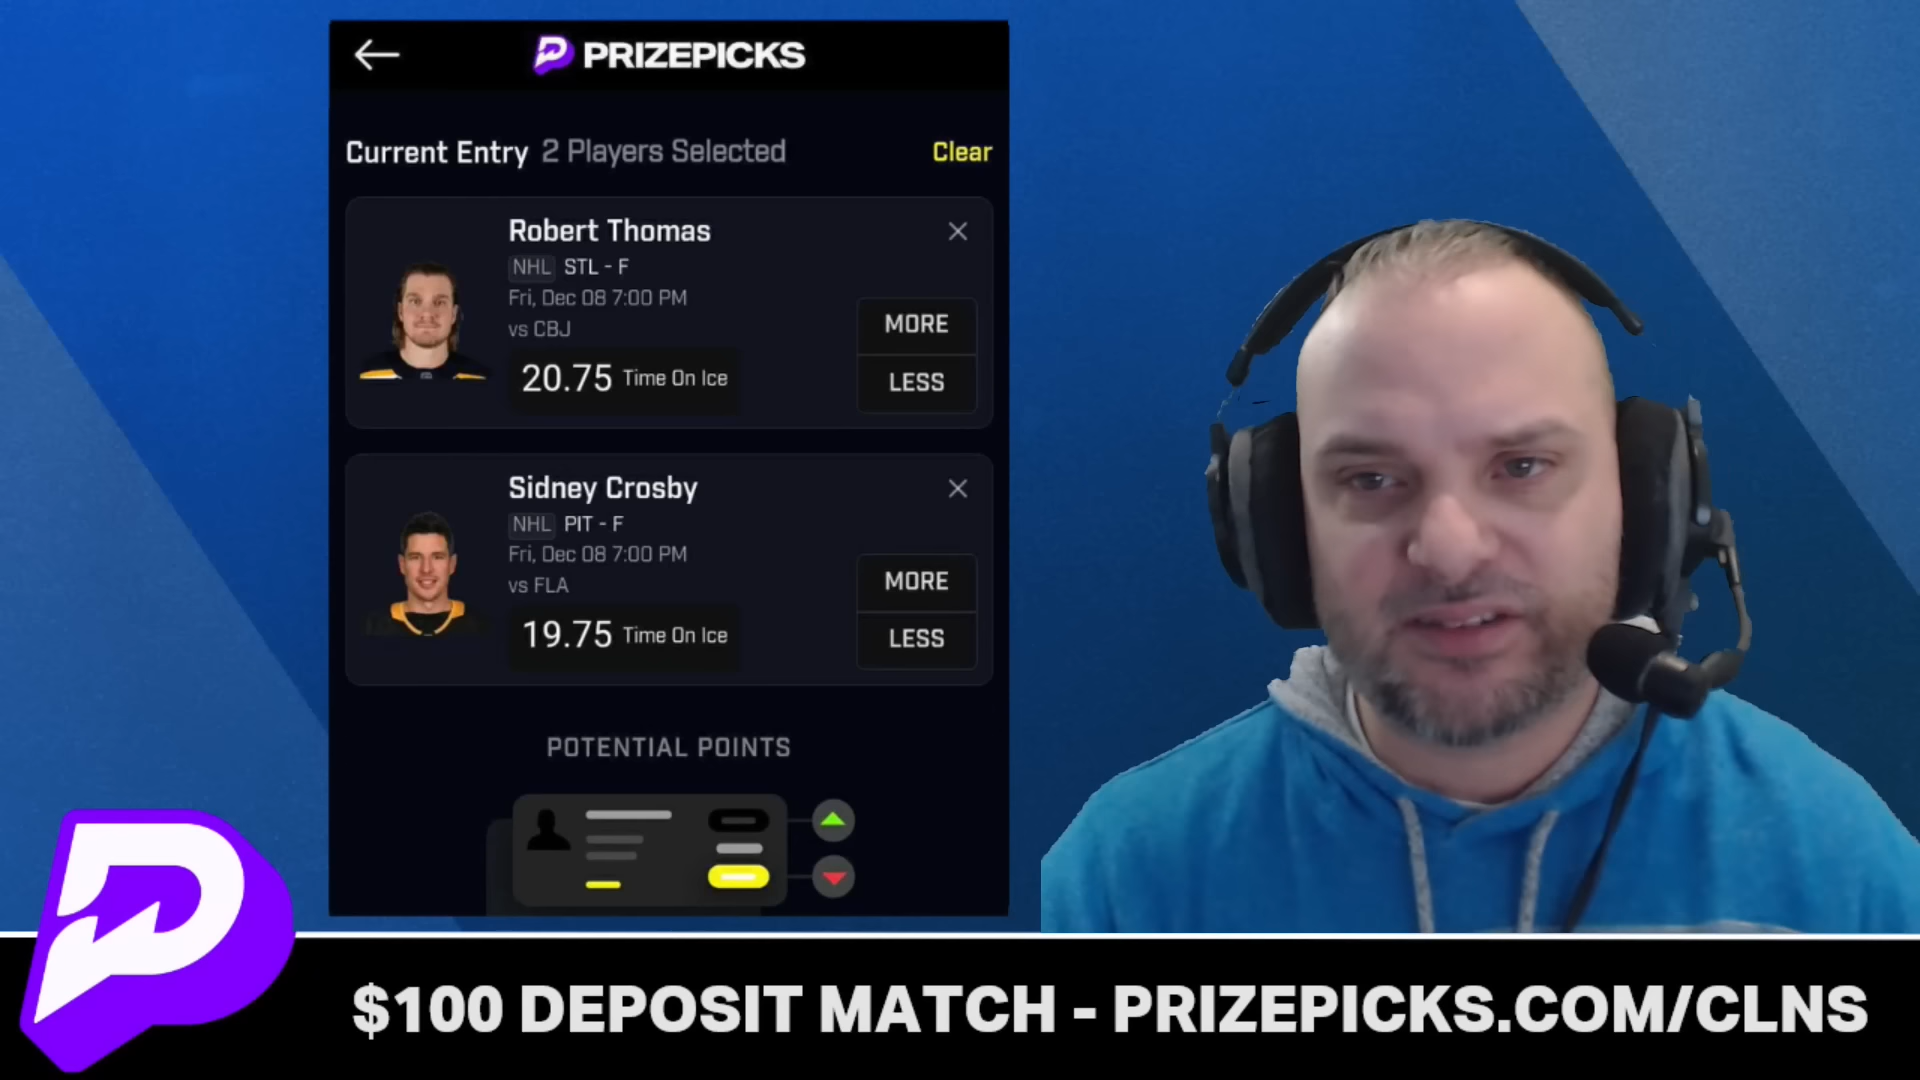 PRIZEPICKS
Current Entry 2 Players Selected Clear
Robert Thomas
NHL STL - F
Fri, Dec 08 7:00 PM
vs CBJ
20.75 Time On Ice
MORE
LESS
Sidney Crosby
NHL PIT - F
Fri, Dec 08 7:00 PM
vs FLA
19.75 Time On Ice
MORE
LESS
POTENTIAL POINTS
$100 DEPOSIT MATCH - PRIZEPICKS.COM/CLNS